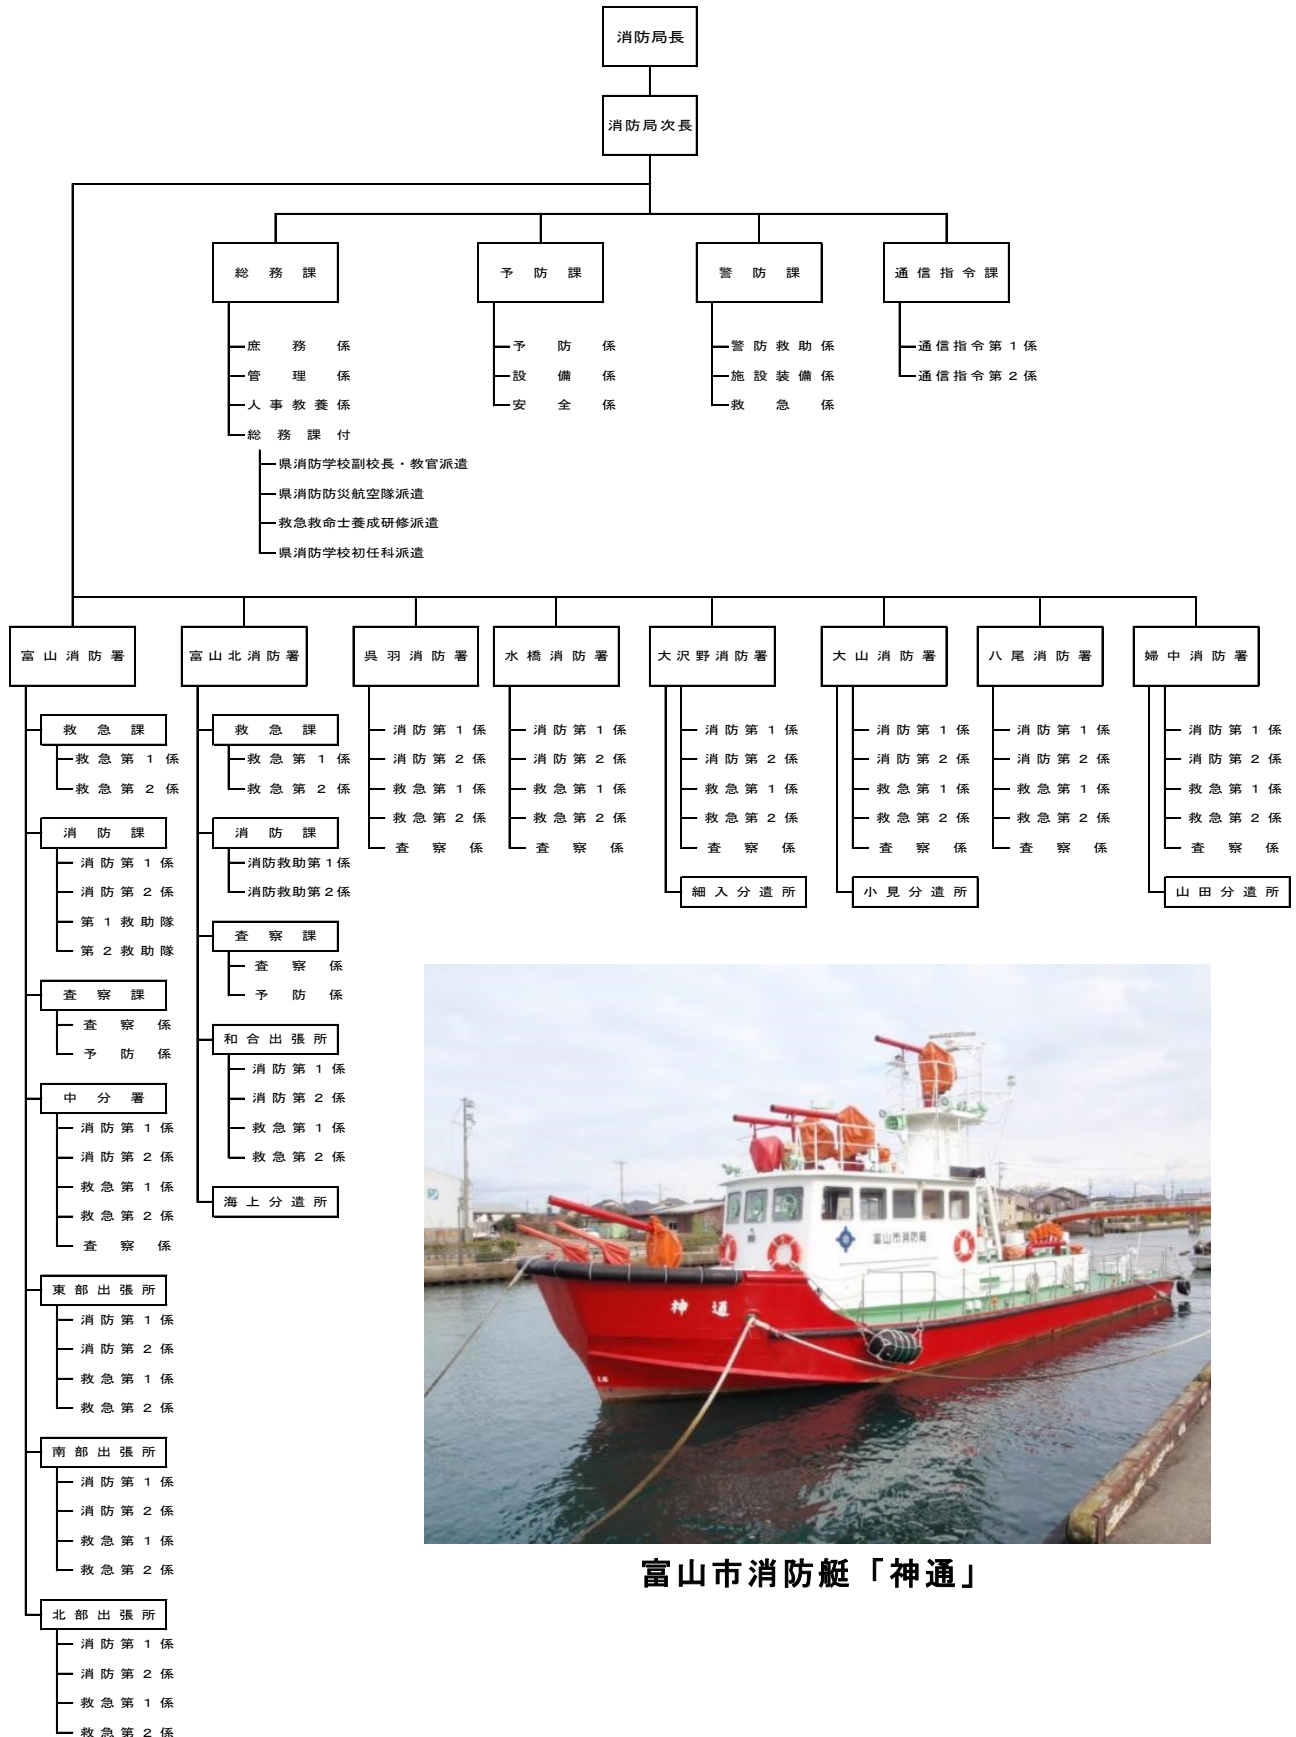 消防局長
消防局次長
総務課
予防課
警防課
通信指令課
庶務係
管理係
人事教養係
総務課付
県消防学校副校長・教官派遣
県消防防災航空隊派遣
救急救命士養成研修派遣
県消防学校初任科派遣
予防係
設備係
安全係
警防救助係
施設装備係
救急係
通信指令第1係
通信指令第2係
富山消防署
救急課
救急第1係
救急第2係
消防課
消防第1係
消防第2係
第1救助隊
第2救助隊
査察課
査察係
予防係
中分署
消防第1係
消防第2係
救急第1係
救急第2係
査察係
東部出張所
消防第1係
消防第2係
救急第1係
救急第2係
南部出張所
消防第1係
消防第2係
救急第1係
救急第2係
北部出張所
消防第1係
消防第2係
救急第1係
救急第2係
富山北消防署
救急課
救急第1係
救急第2係
消防課
消防救助第1係
消防救助第2係
査察課
査察係
予防係
和合出張所
消防第1係
消防第2係
救急第1係
救急第2係
海上分遣所
呉羽消防署
消防第1係
消防第2係
救急第1係
救急第2係
査察係
水橋消防署
消防第1係
消防第2係
救急第1係
救急第2係
査察係
大沢野消防署
消防第1係
消防第2係
救急第1係
救急第2係
査察係
細入分遣所
大山消防署
消防第1係
消防第2係
救急第1係
救急第2係
査察係
小見分遣所
八尾消防署
消防第1係
消防第2係
救急第1係
救急第2係
査察係
婦中消防署
消防第1係
消防第2係
救急第1係
救急第2係
査察係
山田分遣所
富山市消防局
神通
富山市消防艇「神通」